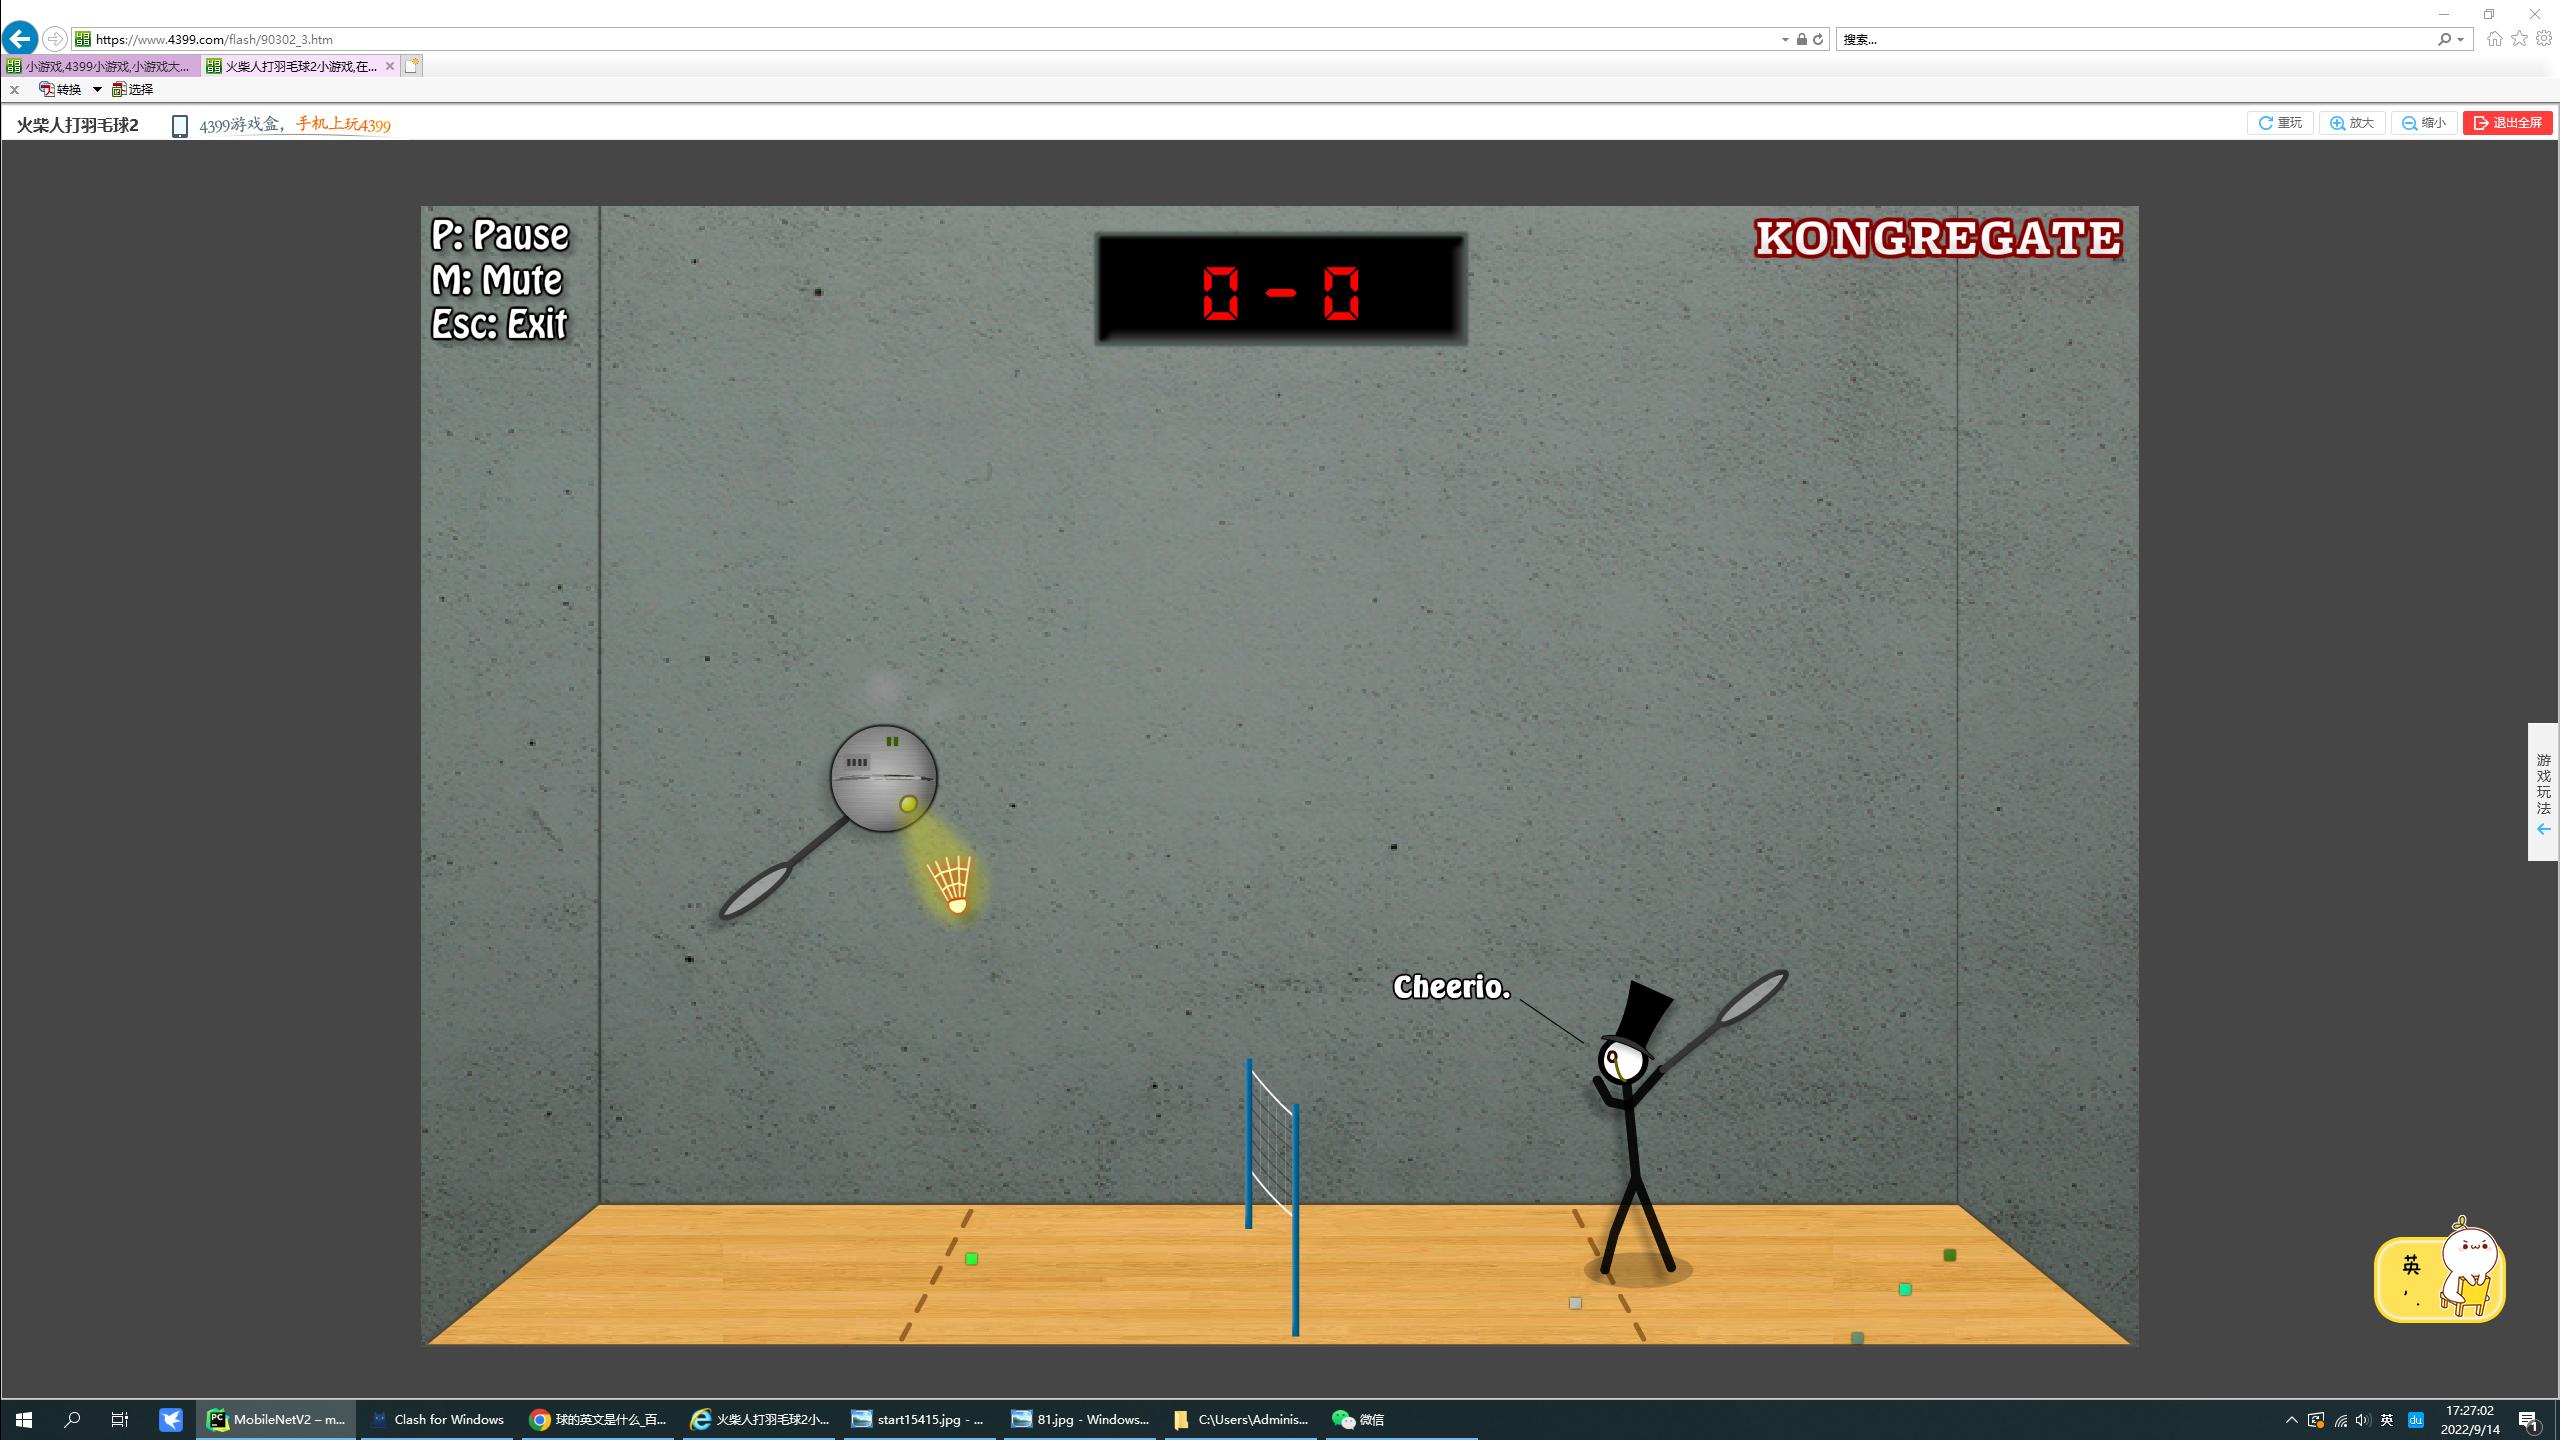 https://www.4399.com/flash/90302_3.htm
搜索...
小游戏,4399小游戏,小游戏大...
火柴人打羽毛球2小游戏,在...
转换
选择
火柴人打羽毛球2
4399游戏盒，手机上玩4399
重玩
放大
缩小
退出全屏
P: Pause
M: Mute
Esc: Exit
0-0
KONGREGATE
游戏玩法
Cheerio.
英
MobileNetV2 – m...
Clash for Windows
球的英文是什么_百...
火柴人打羽毛球2小...
start15415.jpg - ...
81.jpg - Windows...
C:\Users\Adminis...
微信
英
du
17:27:02
2022/9/14
1